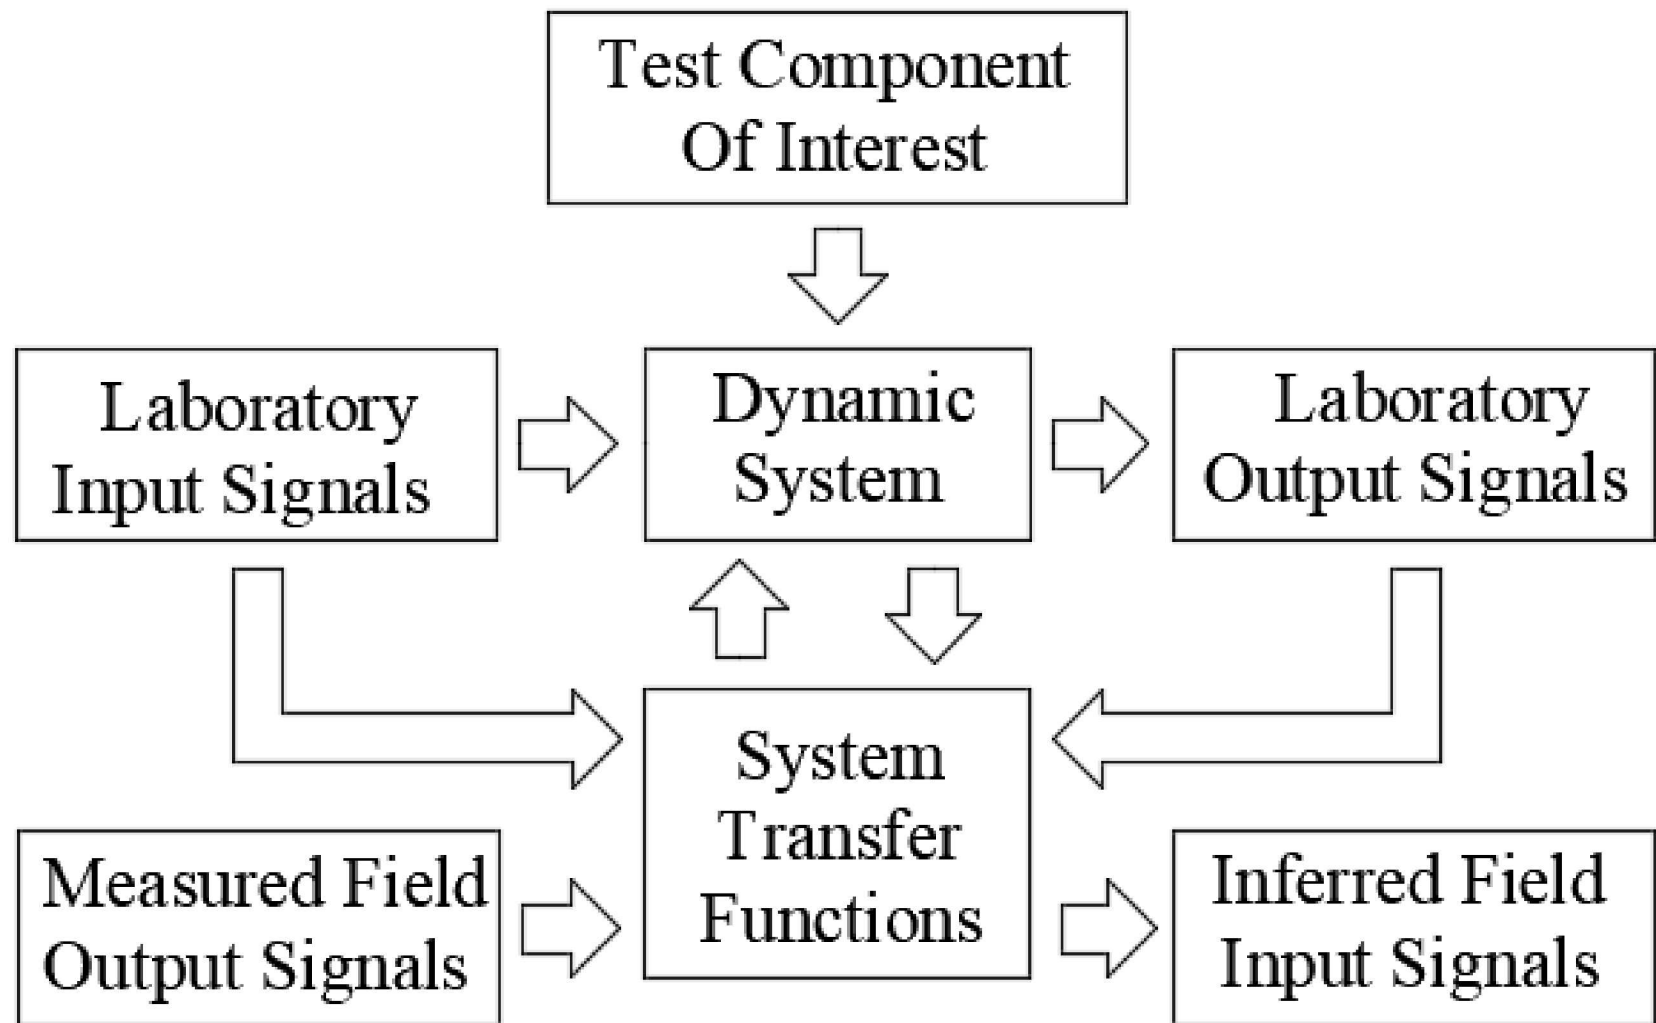 Test Component
Of Interest
Laboratory
Input Signals
Dynamic
System
Laboratory
Output Signals
System
Transfer
Functions
Measured Field
Output Signals
Inferred Field
Input Signals